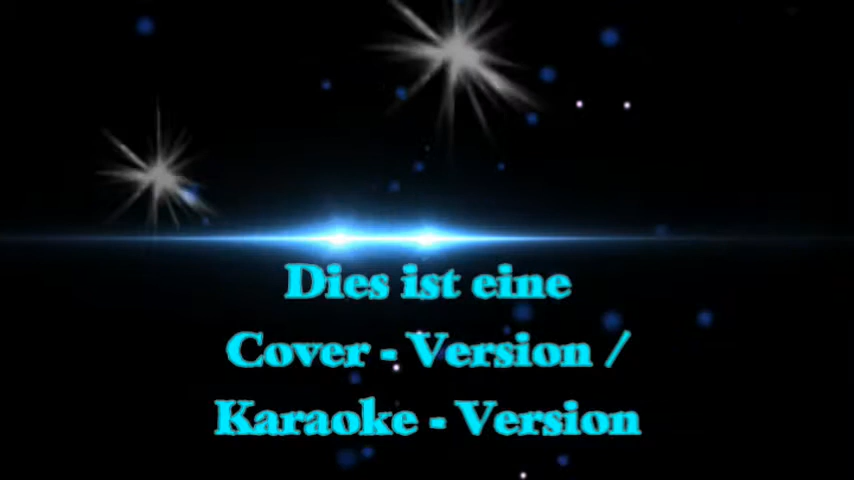 Dies ist eine
Cover - Version /
Karaoke - Version